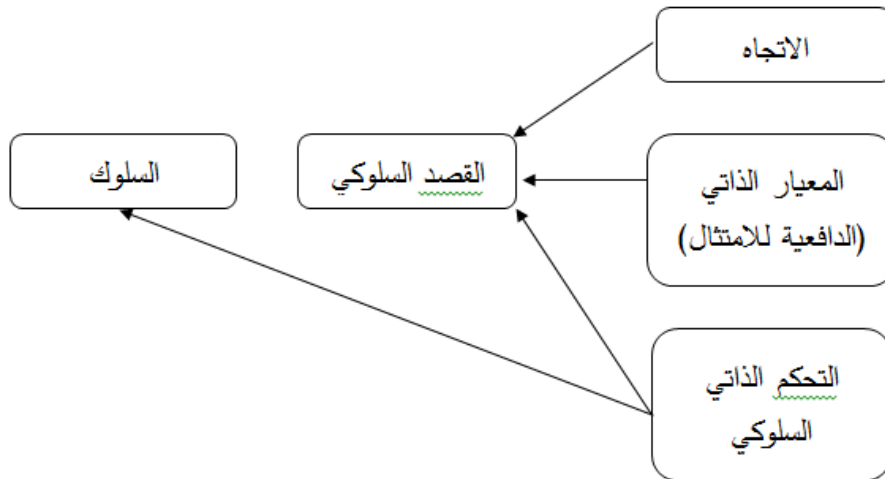 الاتجاه
المعيار الذاتي
(الدافعية للامتثال)
القصد السلوكي
السلوك
التحكم الذاتي
السلوكي